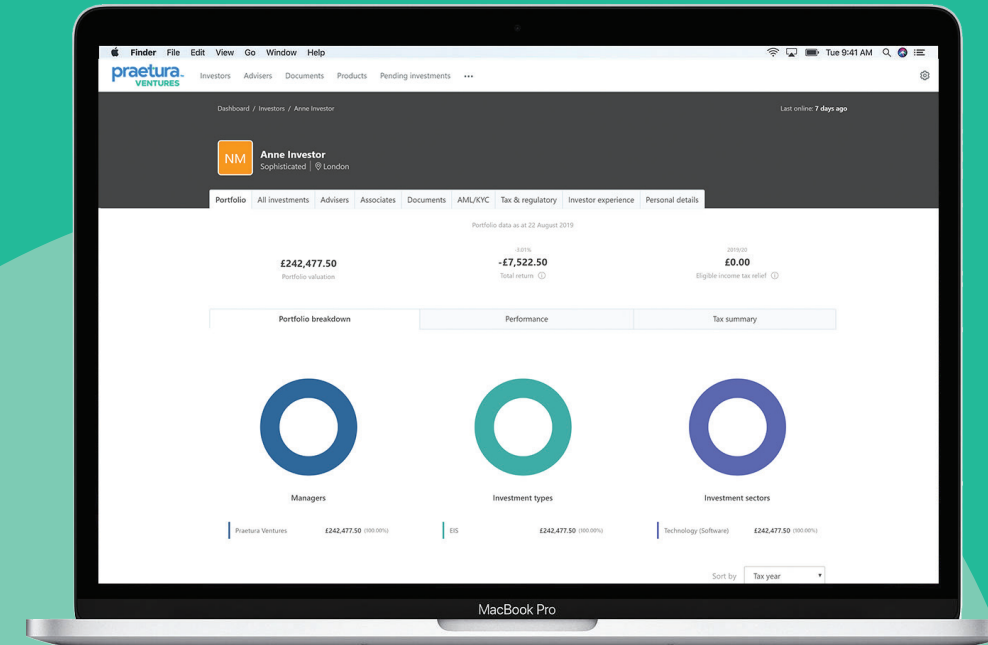 Finder File Edit View Go Window Help Tue 9:41 AM
praetura
VENTURES
Investors Advisers Documents Products Pending investments •••
Dashboard / Investors / Anne Investor Last online: 7 days ago
NM
Anne Investor
Sophisticated | London
Portfolio All investments Advisers Associates Documents AML/KYC Tax & regulatory Investor experience Personal details
Portfolio data as at 22 August 2019
-3.01% 2019/20
£242,477.50 -£7,522.50 £0.00
Portfolio valuation Total return Eligible income tax relief
Portfolio breakdown Performance Tax summary
Managers Investment types Investment sectors
Praetura Ventures £242,477.50 (100.00%) EIS £242,477.50 (100.00%) Technology (Software) £242,477.50 (100.00%)
Sort by Tax year
MacBook Pro